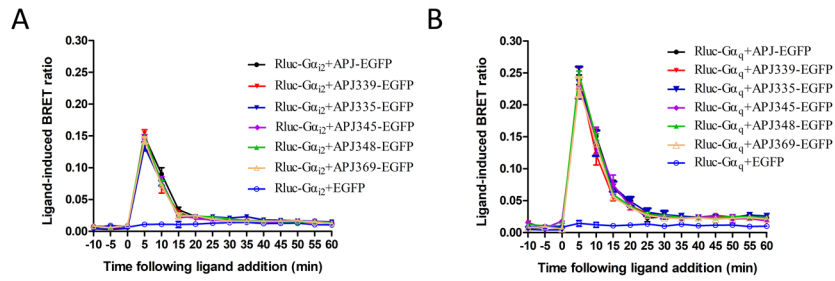 A
Ligand-induced BRET ratio
0.30
0.25
0.20
0.15
0.10
0.05
0.00
-10 -5 0 5 10 15 20 25 30 35 40 45 50 55 60
Time following ligand addition (min)
Rluc-Gαi2+APJ-EGFP
Rluc-Gαi2+APJ339-EGFP
Rluc-Gαi2+APJ335-EGFP
Rluc-Gαi2+APJ345-EGFP
Rluc-Gαi2+APJ348-EGFP
Rluc-Gαi2+APJ369-EGFP
Rluc-Gαi2+EGFP
B
Ligand-induced BRET ratio
0.30
0.25
0.20
0.15
0.10
0.05
0.00
-10 -5 0 5 10 15 20 25 30 35 40 45 50 55 60
Time following ligand addition (min)
Rluc-Gαq+APJ-EGFP
Rluc-Gαq+APJ339-EGFP
Rluc-Gαq+APJ335-EGFP
Rluc-Gαq+APJ345-EGFP
Rluc-Gαq+APJ348-EGFP
Rluc-Gαq+APJ369-EGFP
Rluc-Gαq+EGFP